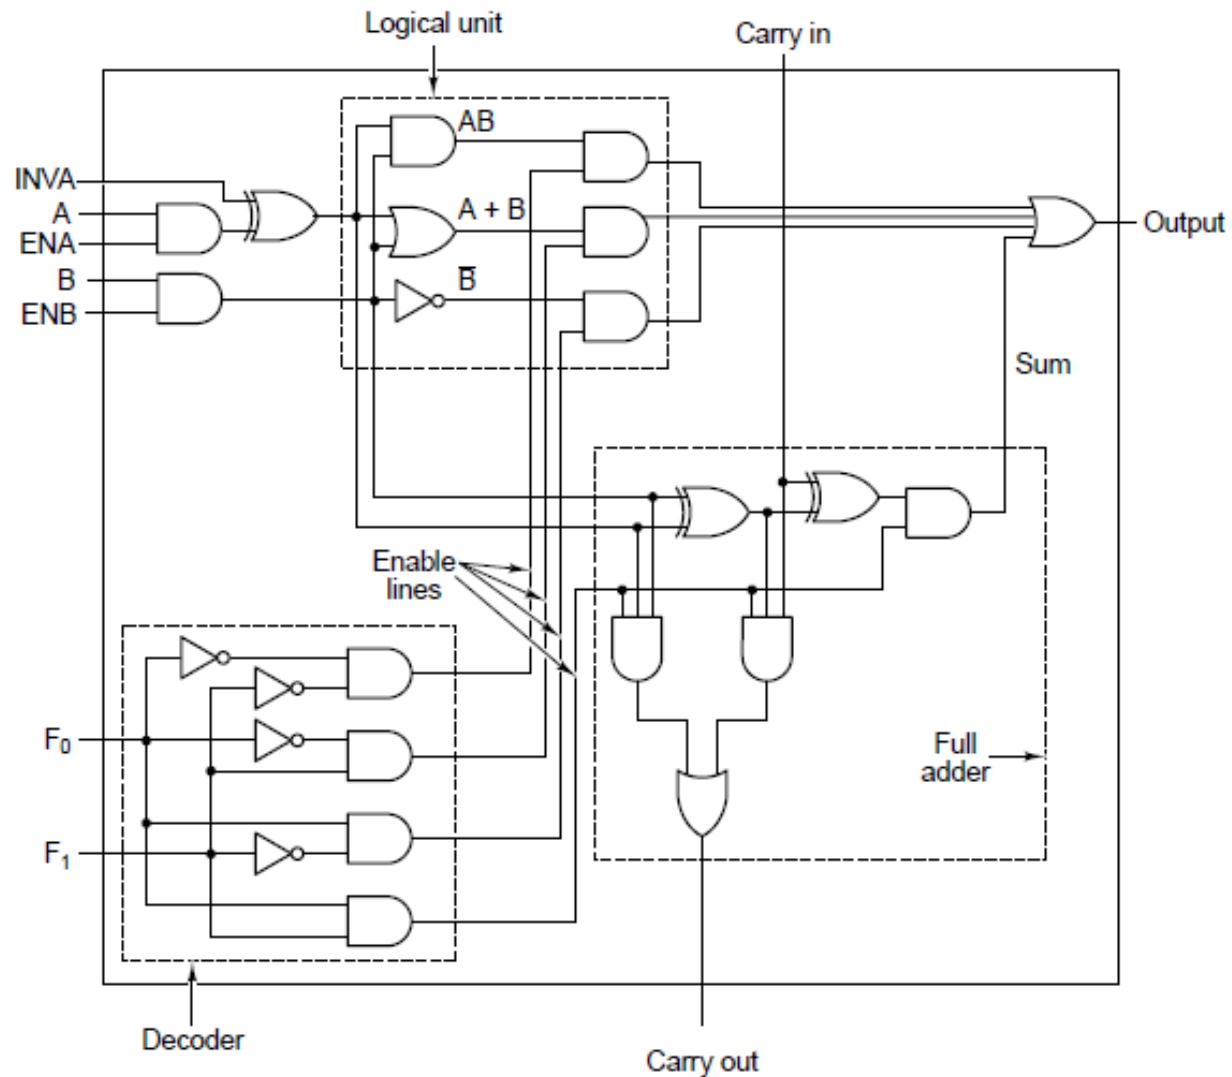 Logical unit
Carry in
INVA
A
ENA
B
ENB
AB
A + B
B̅
Output
Sum
Enable
lines
F₀
F₁
Full
adder
Decoder
Carry out